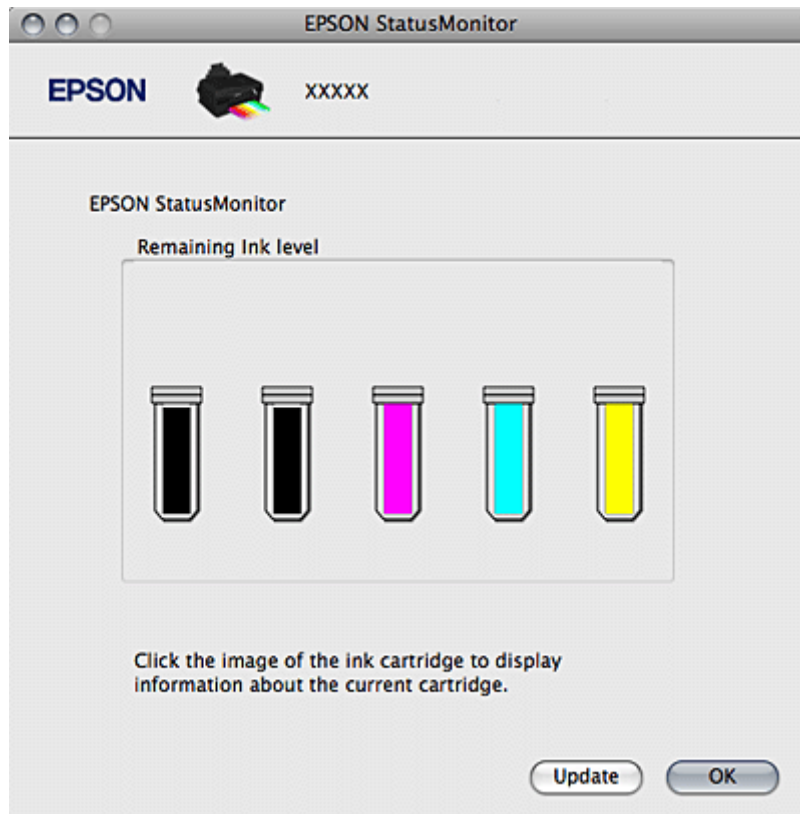 EPSON StatusMonitor
EPSON XXXXX
EPSON StatusMonitor
Remaining Ink level
Click the image of the ink cartridge to display
information about the current cartridge.
Update OK